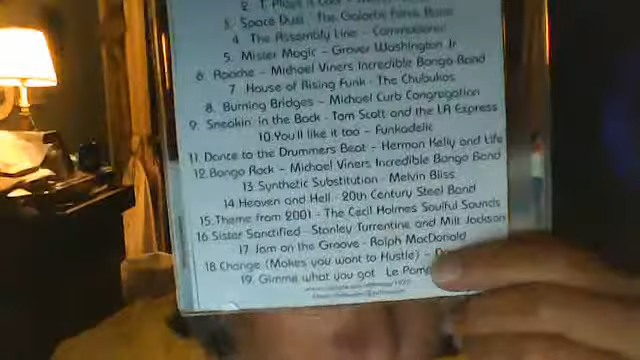 3. Space Dust - The Galactic Force Band
4. The Assembly Line - Commodores
5. Mister Magic - Grover Washington Jr
6. Apache - Michael Viners Incredible Bongo Band
7 House of Rising Funk - The Chubukos
8. Burning Bridges - Michael Curb Congregation
9. Sneakin' in the Back - Tom Scott and the LA Express
10.You'll like it too - Funkadelic
11. Dance to the Drummers Beat - Herman Kelly and Life
12.Bongo Rock - Michael Viners Incredible Bongo Band
13 Synthetic Substitution - Melvin Bliss
14 Heaven and Hell - 20th Century Steel Band
15. Theme from 2001 - The Cecil Holmes Soulful Sounds
16. Sister Sanctified - Stanley Turrentine and Milt Jackson
17 Jam on the Groove - Ralph MacDonald
18 Change (Makes you want to Hustle) -
19. Gimme what you got Le Pamp